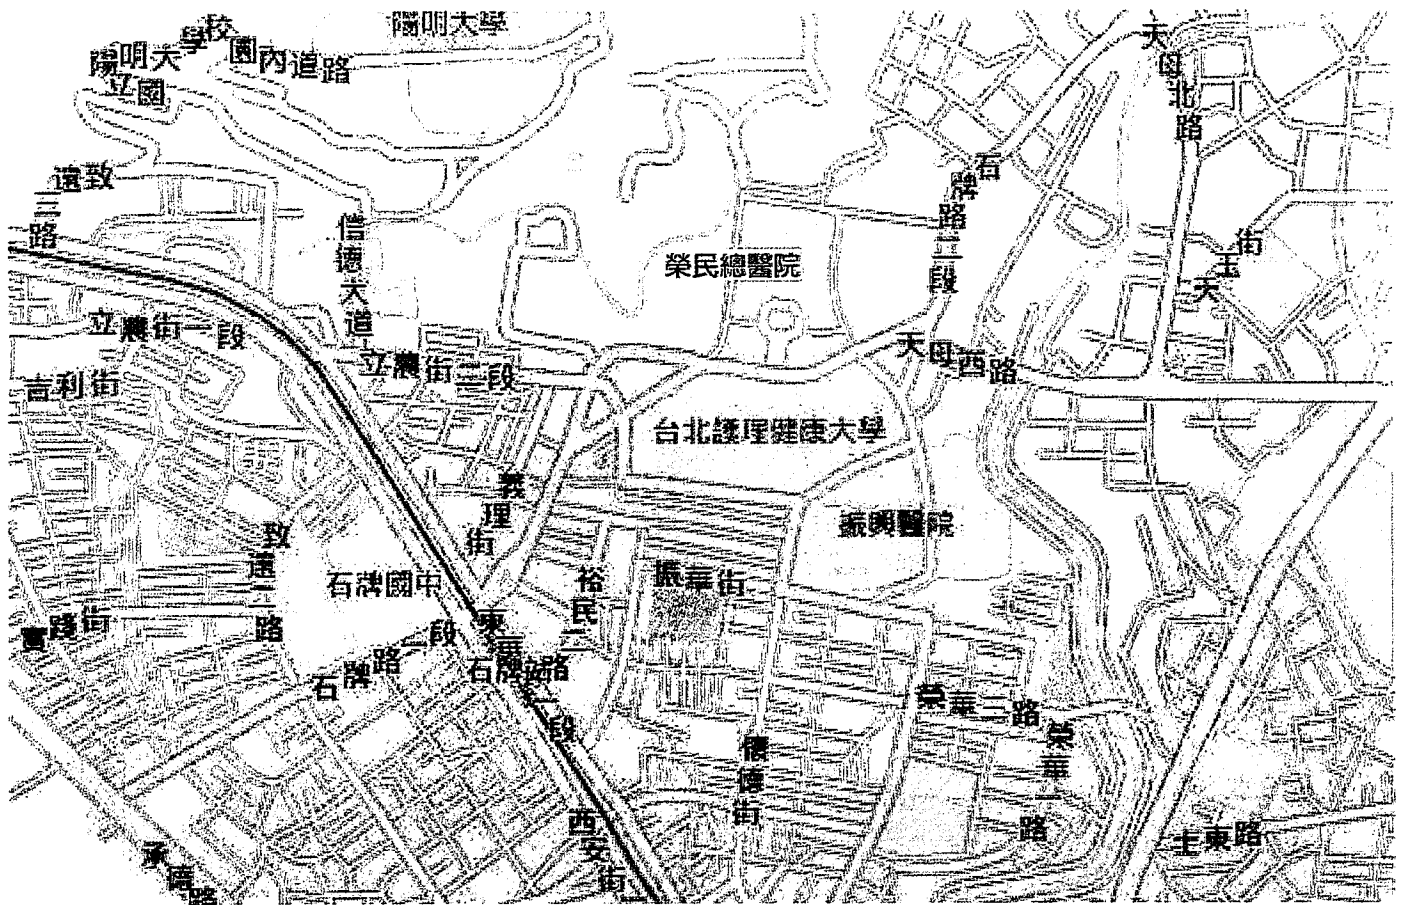 陽明大學
國立陽明大學校園內道路
致遠三路
信德大道
石牌路二段
天母北路
天玉街
榮民總醫院
立農街一段
立農街二段
天母西路
吉利街
台北護理健康大學
義理街
振興醫院
致遠二路
石牌國中
裕民二路
振華街
實踐街
石牌路一段
東華街二段
石牌站
榮華三路
榮華一路
懷德街
西安街
士東路
承德路